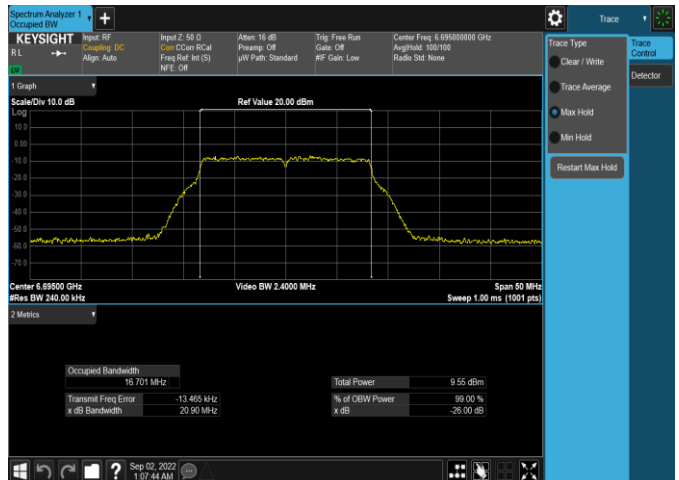 Spectrum Analyzer 1
Occupied BW
Trace
KEYSIGHT
R L
LW
Input: RF
Coupling: DC
Align: Auto
Input Z: 50 Ω
Corr CCorr RCal
Freq Ref: Int (S)
NFE: Off
Atten: 16 dB
Preamp: Off
µW Path: Standard
Trig: Free Run
Gate: Off
#IF Gain: Low
Center Freq: 6.695000000 GHz
Avg|Hold: 100/100
Radio Std: None
Trace Type
Clear / Write
Trace Average
Max Hold
Min Hold
Restart Max Hold
Trace
Control
Detector
1 Graph
Scale/Div 10.0 dB
Ref Value 20.00 dBm
Log
10.0
0.00
-10.0
-20.0
-30.0
-40.0
-50.0
-60.0
-70.0
Center 6.69500 GHz
Video BW 2.4000 MHz
Span 50 MHz
#Res BW 240.00 kHz
Sweep 1.00 ms (1001 pts)
2 Metrics
Occupied Bandwidth
16.701 MHz
Transmit Freq Error -13.465 kHz
x dB Bandwidth 20.90 MHz
Total Power 9.55 dBm
% of OBW Power 99.00 %
x dB -26.00 dB
?
Sep 02, 2022
1:07:44 AM